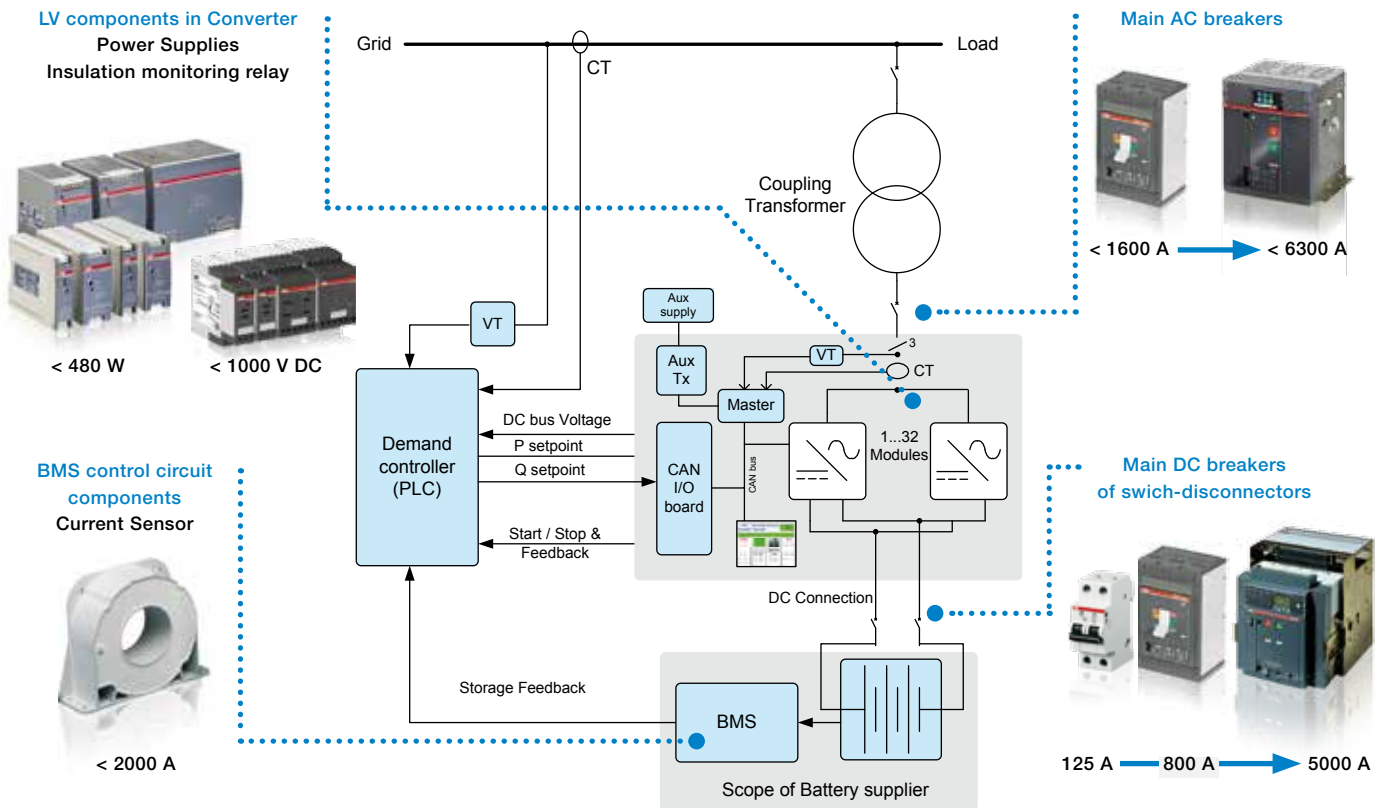 LV components in Converter
Power Supplies
Insulation monitoring relay
< 480 W
< 1000 V DC
BMS control circuit
components
Current Sensor
< 2000 A
Grid
Load
CT
Coupling
Transformer
VT
Demand
controller
(PLC)
DC bus Voltage
P setpoint
Q setpoint
Start / Stop &
Feedback
Storage Feedback
Aux
supply
Aux
Tx
VT
3
CT
Master
CAN
I/O
board
CAN bus
1...32
Modules
DC Connection
BMS
Scope of Battery supplier
Main AC breakers
< 1600 A
< 6300 A
Main DC breakers
of swich-disconnectors
125 A
800 A
5000 A